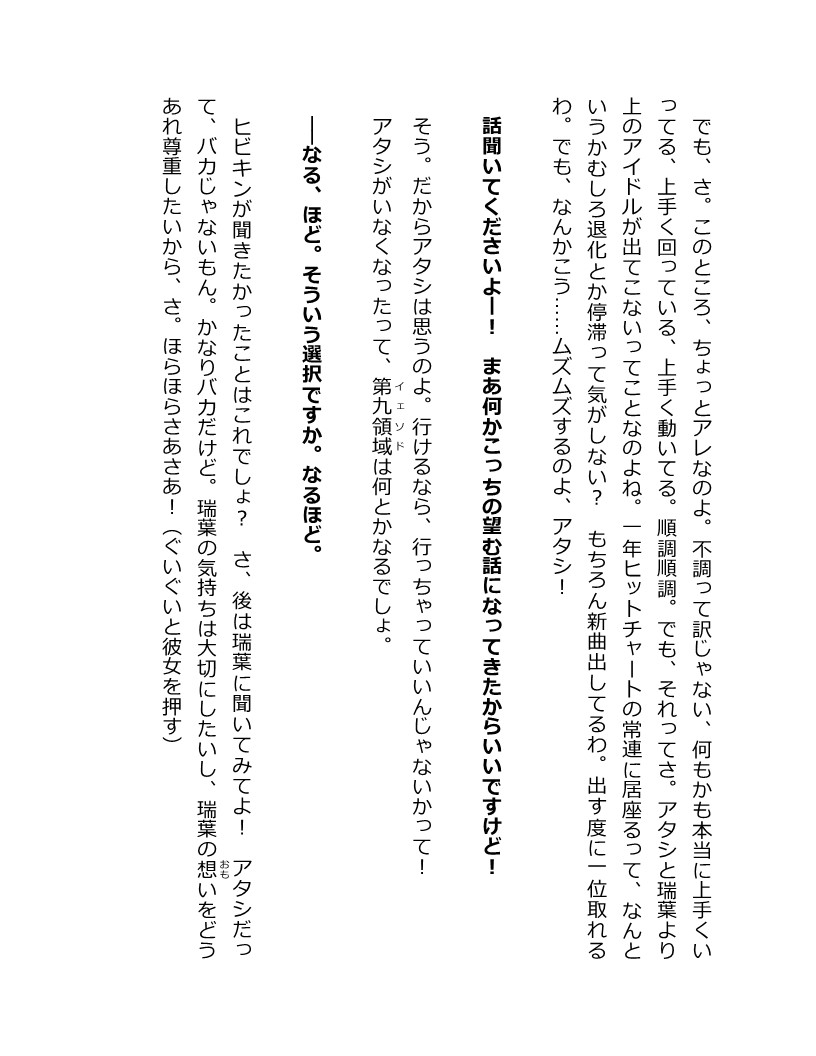 でも、さ。このところ、ちょっとアレなのよ。不調って訳じゃない、何もかも本当に上手くい
ってる、上手く回っている、上手く動いてる。順調順調。でも、それってさ。アタシと瑞葉より
上のアイドルが出てこないってことなのよね。一年ヒットチャートの常連に居座るって、なんと
いうかむしろ退化とか停滞って気がしない？　もちろん新曲出してるわ。出す度に一位取れる
わ。でも、なんかこう……ムズムズするのよ、アタシ！
話聞いてくださいよー！　まあ何かこっちの望む話になってきたからいいですけど！
　そう。だからアタシは思うのよ。行けるなら、行っちゃっていいんじゃないかって！
アタシがいなくなったって、第九領域イェソドは何とかなるでしょ。
――なる、ほど。そういう選択ですか。なるほど。
　ヒビキンが聞きたかったことはこれでしょ？　さ、後は瑞葉に聞いてみてよ！　アタシだっ
て、バカじゃないもん。かなりバカだけど。瑞葉の気持ちは大切にしたいし、瑞葉の想おもいをどう
あれ尊重したいから、さ。ほらほらさあさあ！（ぐいぐいと彼女を押す）